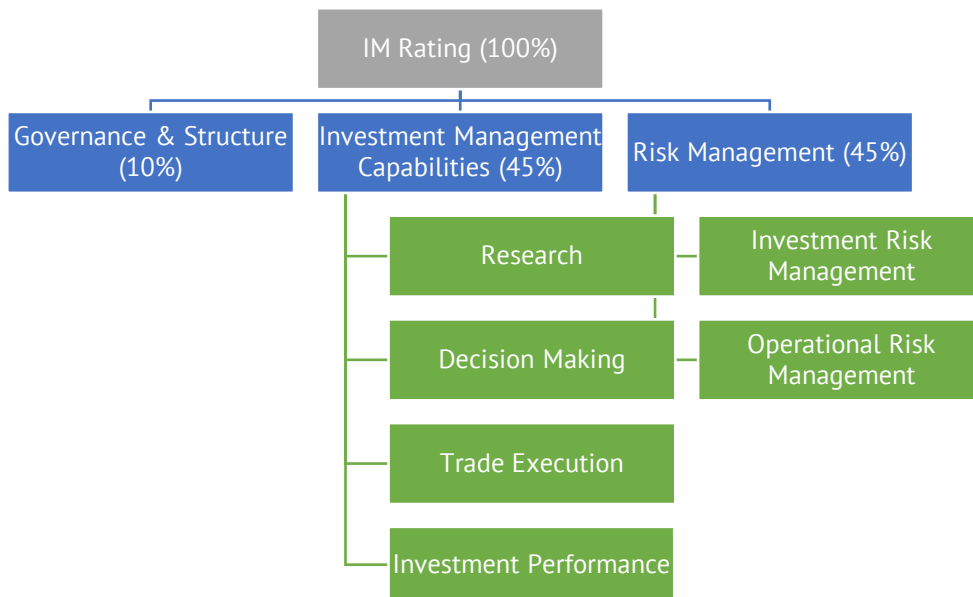 IM Rating (100%)
Governance & Structure
(10%)
Investment Management
Capabilities (45%)
Risk Management (45%)
Research
Investment Risk
Management
Decision Making
Operational Risk
Management
Trade Execution
Investment Performance